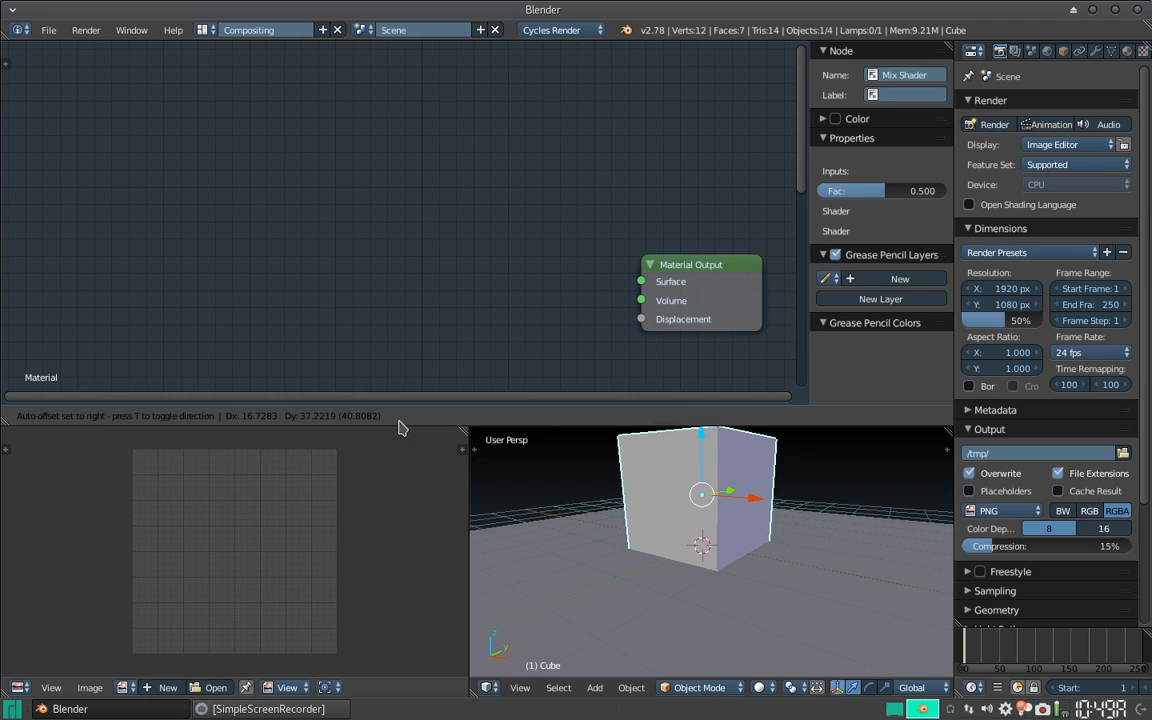 Blender
File Render Window Help Compositing Scene Cycles Render v2.78 | Verts:12 | Faces:7 | Tris:14 | Objects:1/4 | Lamps:0/1 | Mem:9.21M | Cube
Node
Name: Mix Shader
Label:
Color
Properties
Inputs:
Fac: 0.500
Shader
Shader
Grease Pencil Layers
New
New Layer
Grease Pencil Colors
Material Output
Surface
Volume
Displacement
Material
Auto-offset set to right - press T to toggle direction | Dx: 16.7283 Dy: 37.2219 (40.8082)
Scene
Render
Render Animation Audio
Display: Image Editor
Feature Set: Supported
Device: CPU
Open Shading Language
Dimensions
Render Presets
Resolution: Frame Range:
X: 1920 px Start Frame: 1
Y: 1080 px End Fra: 250
50% Frame Step: 1
Aspect Ratio: Frame Rate:
X: 1.000 24 fps
Y: 1.000 Time Remapping:
Bor Cro 100 100
Metadata
Output
/tmp/
Overwrite File Extensions
Placeholders Cache Result
PNG BW RGB RGBA
Color Dep... 8 16
Compression: 15%
Freestyle
Sampling
Geometry
User Persp
z
y
(1) Cube
0 50 100 150 200 250
View Image New Open View
View Select Add Object Object Mode Global
Start: 1
Blender [SimpleScreenRecorder]